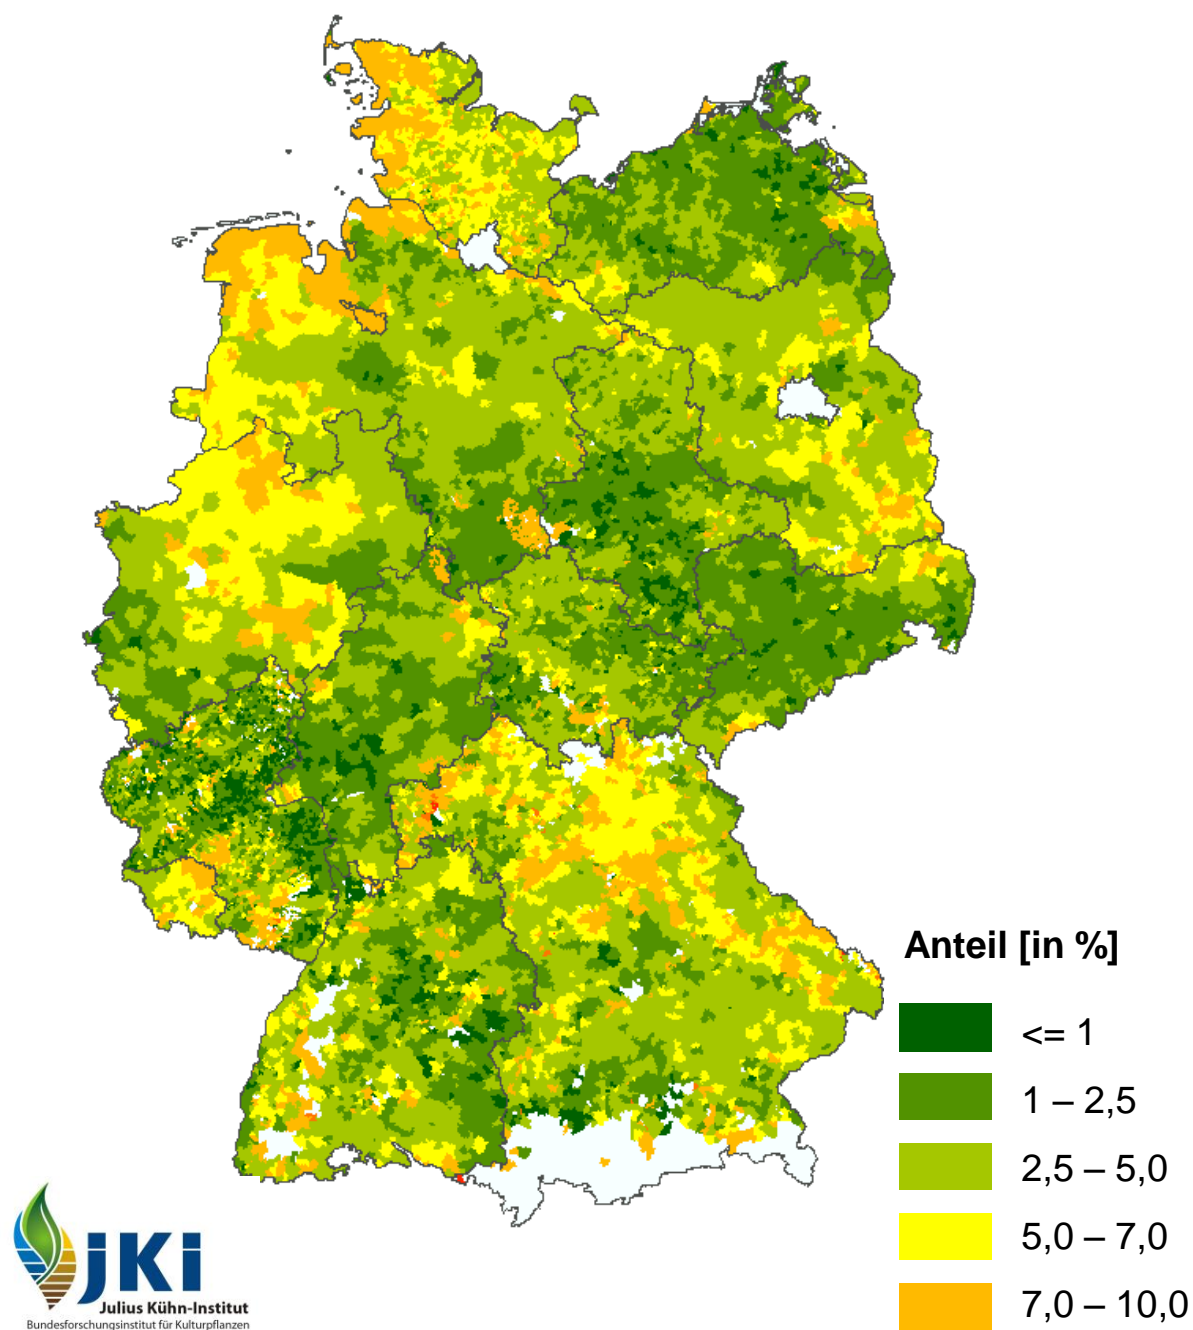 Anteil [in %]
<= 1
1 – 2,5
2,5 – 5,0
5,0 – 7,0
7,0 – 10,0
JKi
Julius Kühn-Institut
Bundesforschungsinstitut für Kulturpflanzen